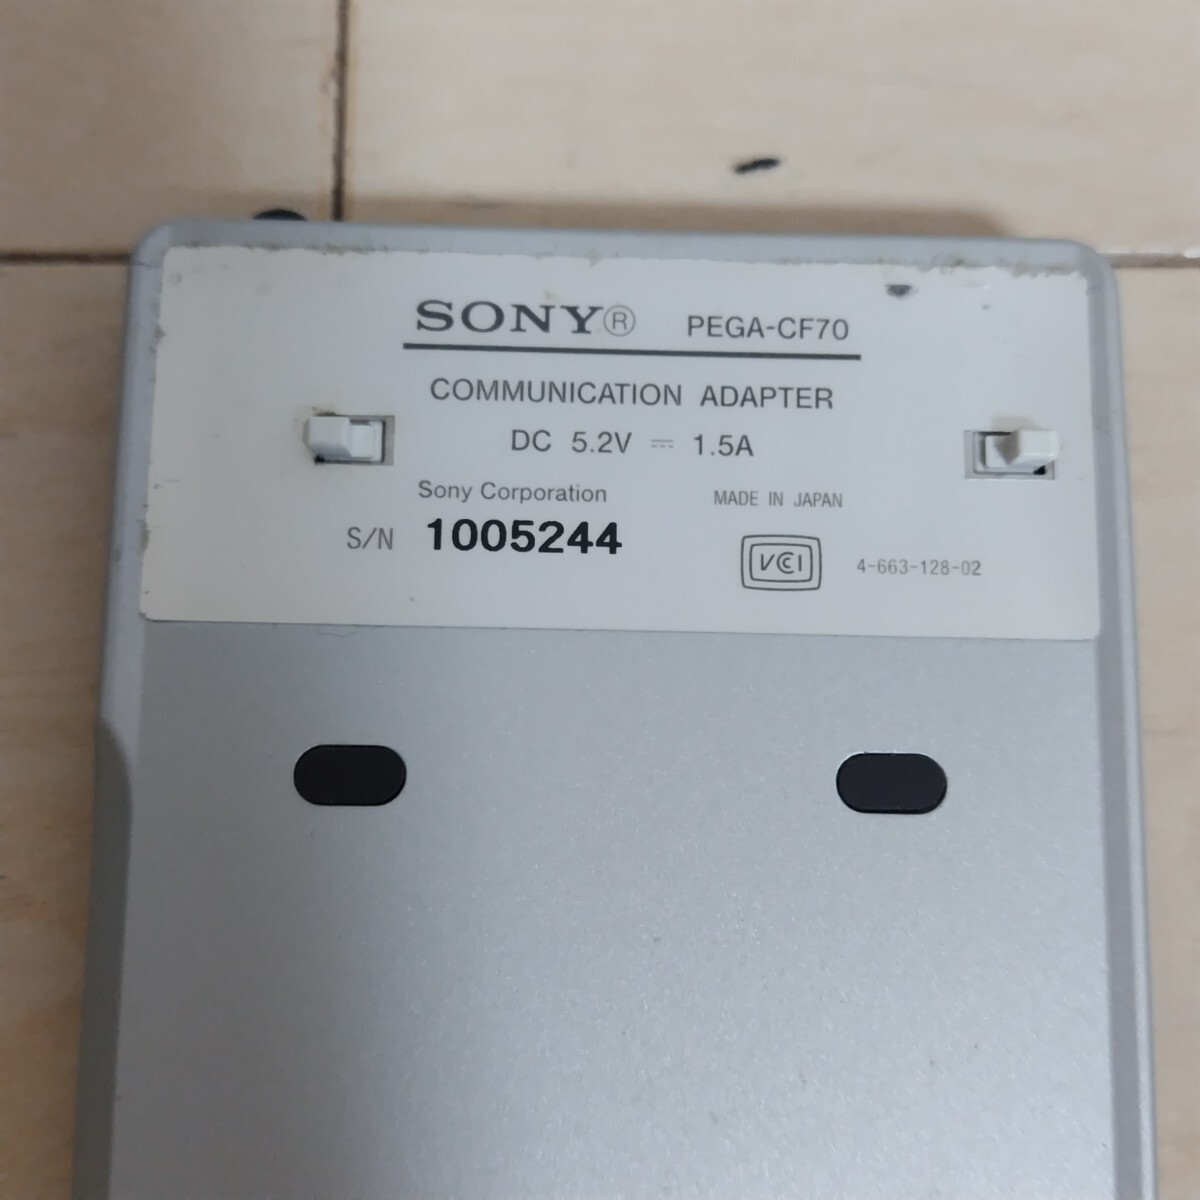 SONY® PEGA-CF70
COMMUNICATION ADAPTER
DC 5.2V ⎓ 1.5A
Sony Corporation MADE IN JAPAN
S/N 1005244
VCCI 4-663-128-02